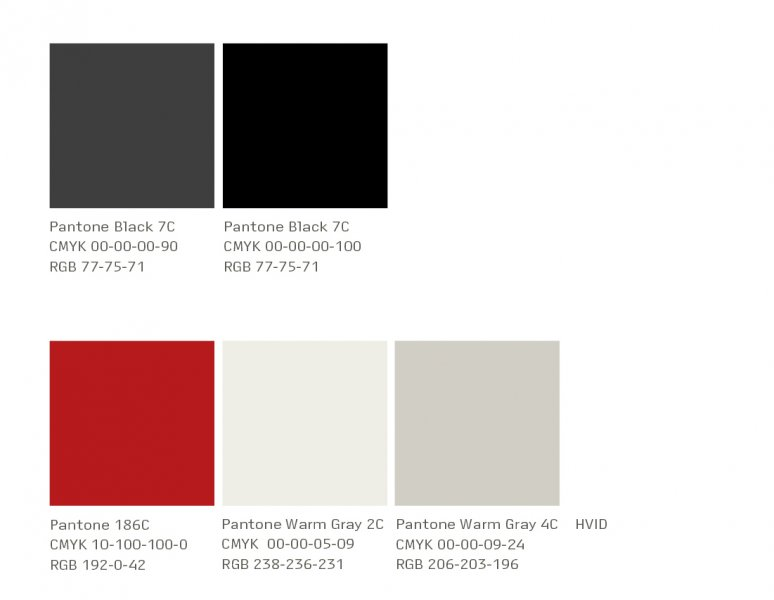 Pantone Black 7C
CMYK 00-00-00-90
RGB 77-75-71
Pantone Black 7C
CMYK 00-00-00-100
RGB 77-75-71
Pantone 186C
CMYK 10-100-100-0
RGB 192-0-42
Pantone Warm Gray 2C
CMYK 00-00-05-09
RGB 238-236-231
Pantone Warm Gray 4C
CMYK 00-00-09-24
RGB 206-203-196
HVID